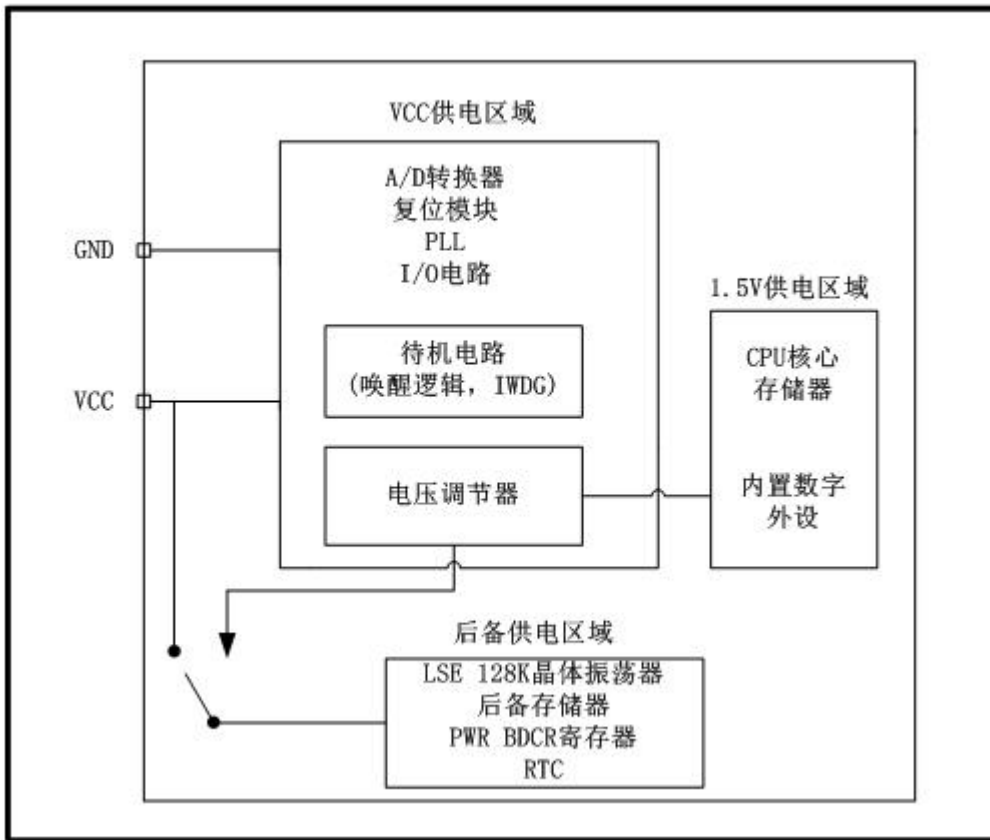 VCC供电区域
A/D转换器
复位模块
PLL
I/O电路
GND
1.5V供电区域
待机电路
(唤醒逻辑, IWDG)
CPU核心
存储器
VCC
电压调节器
内置数字
外设
后备供电区域
LSE 128K晶体振荡器
后备存储器
PWR BDCR寄存器
RTC